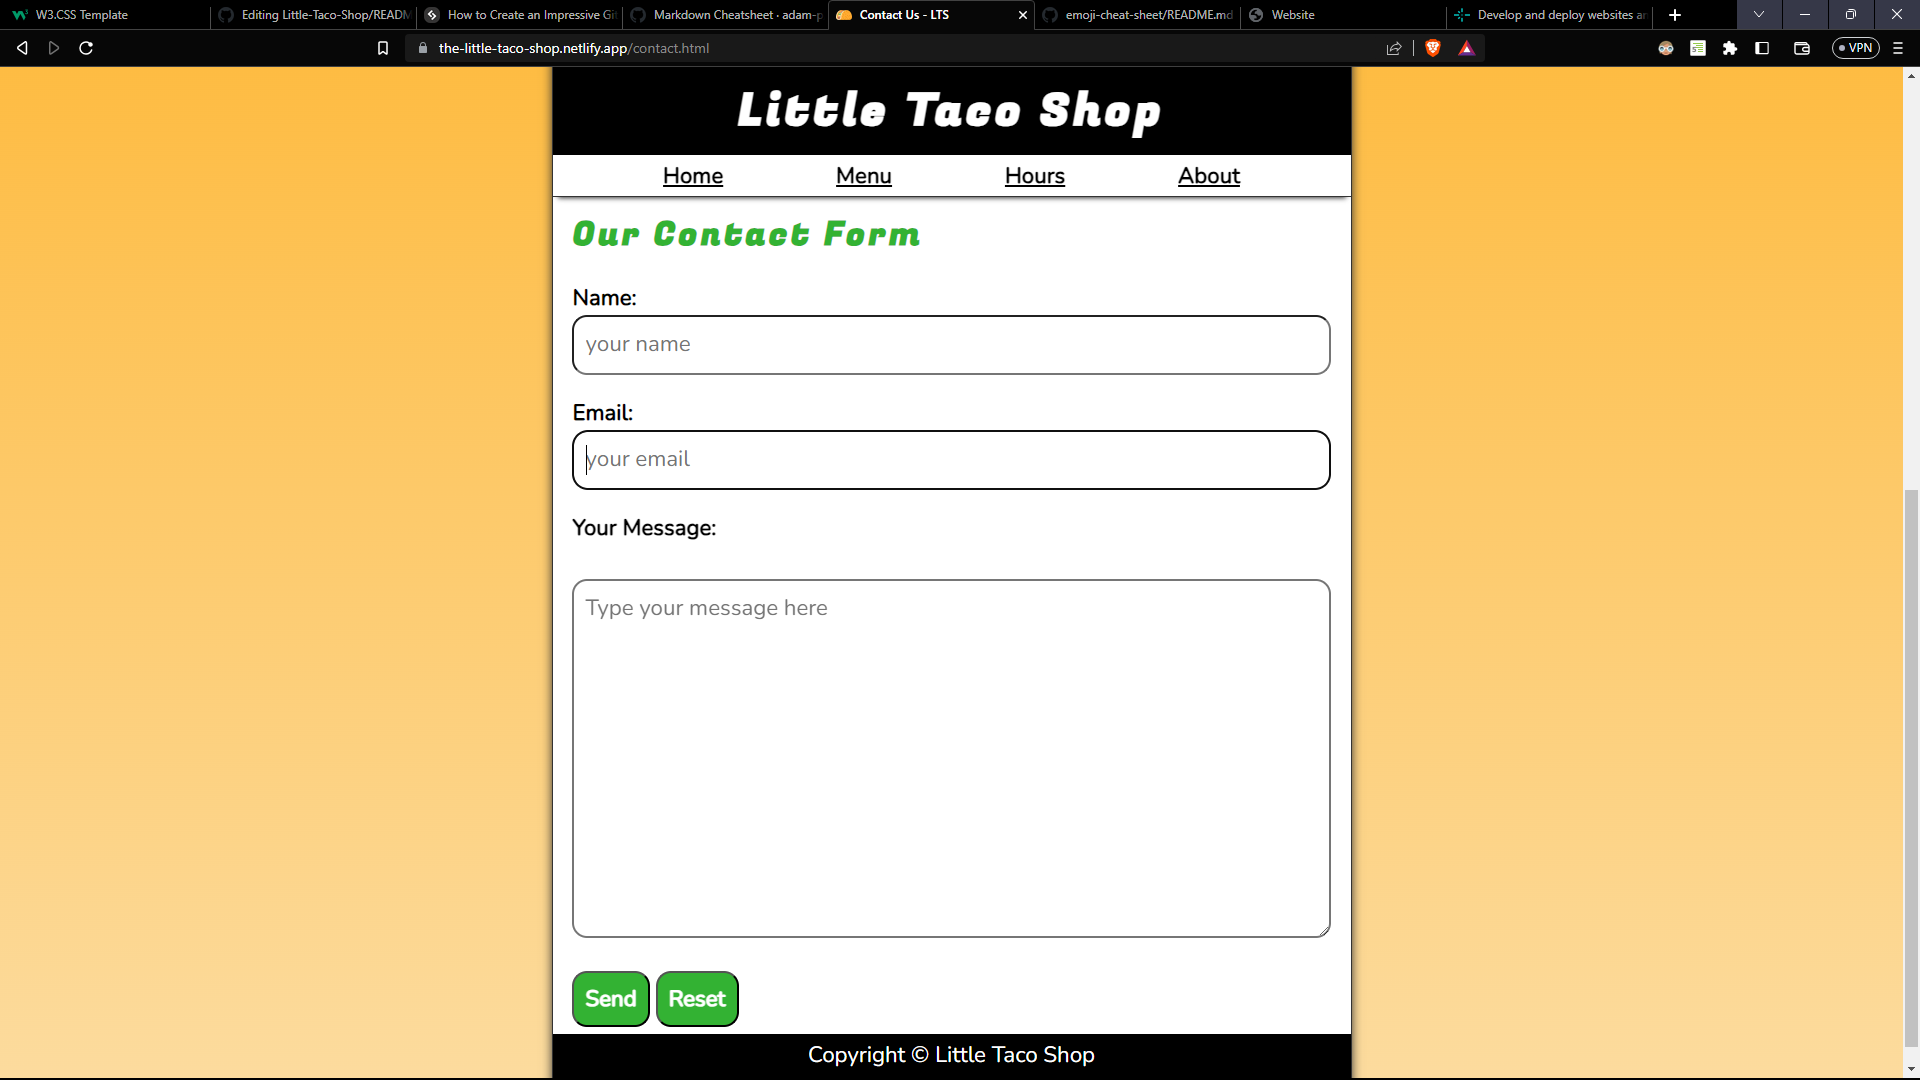 W3.CSS Template
Editing Little-Taco-Shop/READM
How to Create an Impressive Gi
Markdown Cheatsheet · adam-p
Contact Us - LTS
emoji-cheat-sheet/README.md
Website
Develop and deploy websites a
the-little-taco-shop.netlify.app/contact.html
VPN
Little Taco Shop
Home Menu Hours About
Our Contact Form
Name:
your name
Email:
your email
Your Message:
Type your message here
Send Reset
Copyright © Little Taco Shop